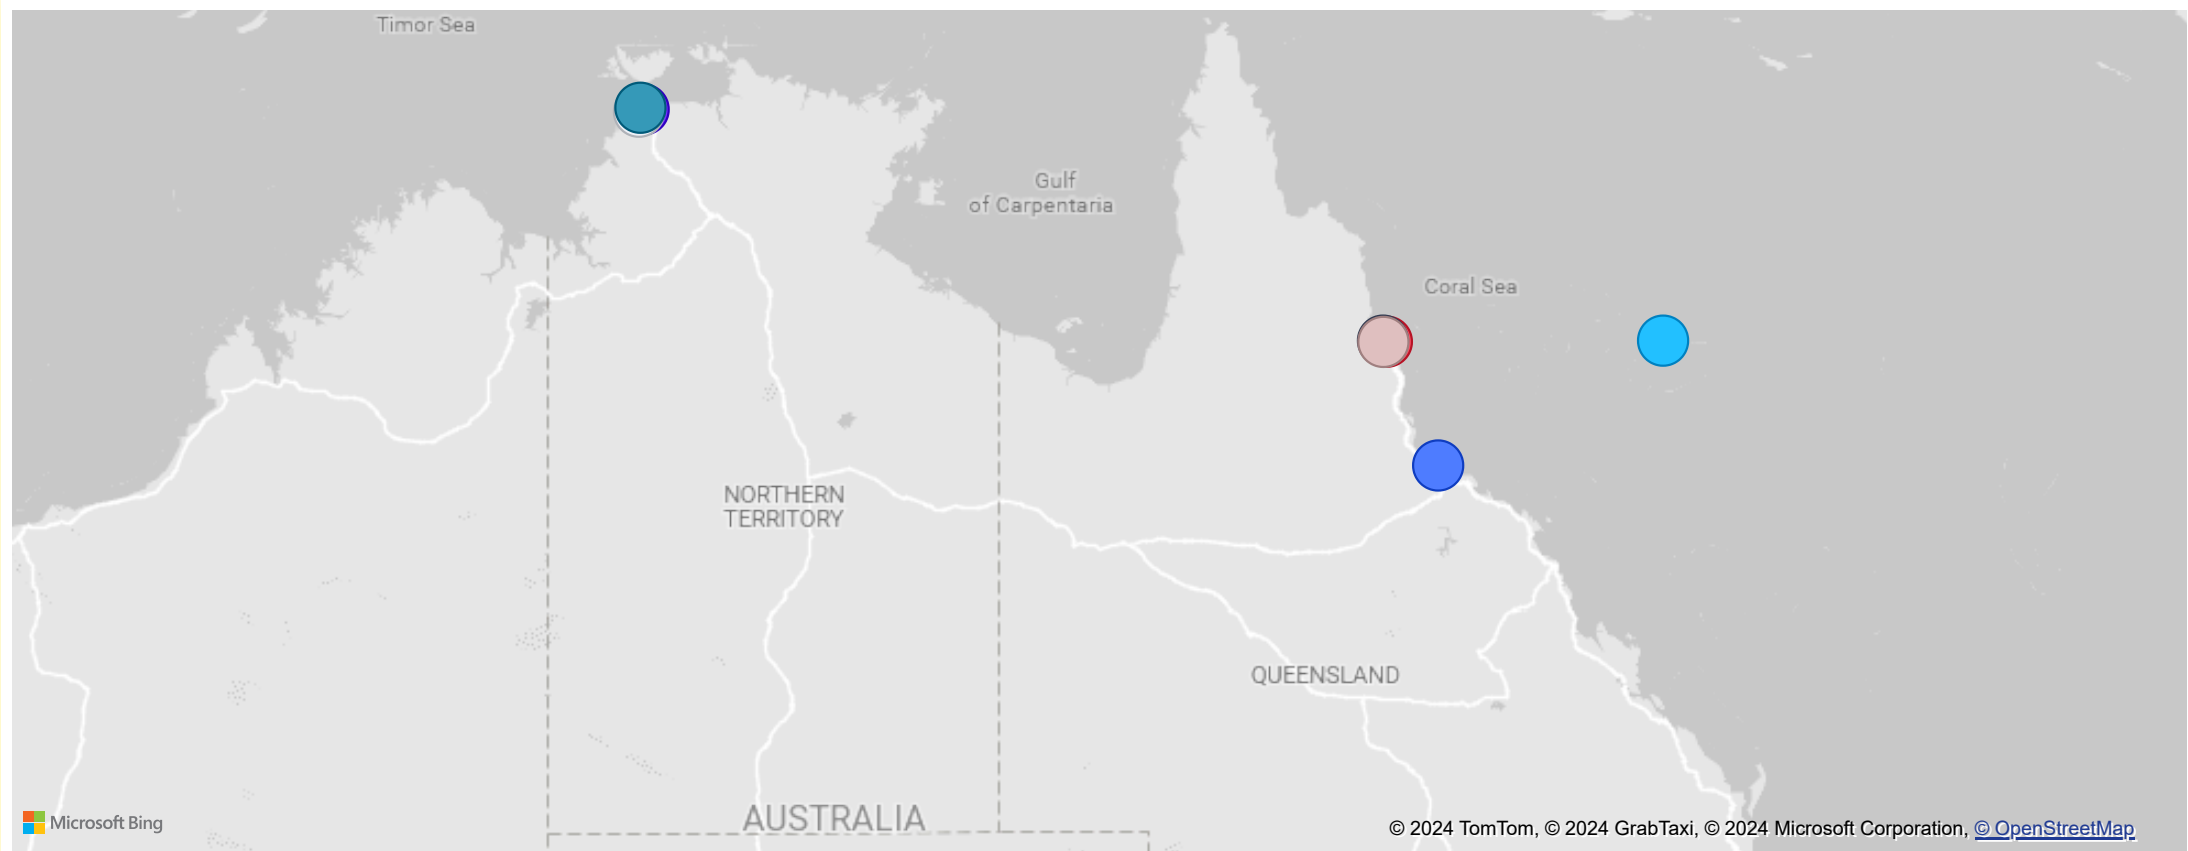 Timor Sea
Gulf
of Carpentaria
Coral Sea
NORTHERN
TERRITORY
QUEENSLAND
AUSTRALIA
Microsoft Bing
© 2024 TomTom, © 2024 GrabTaxi, © 2024 Microsoft Corporation, © OpenStreetMap